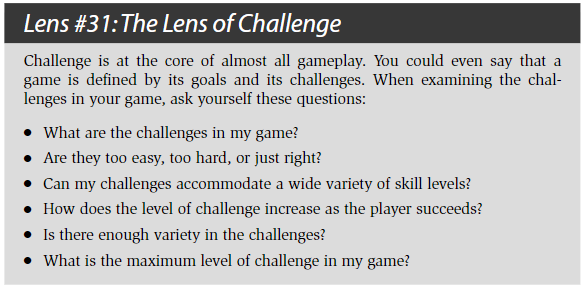 Lens #31: The Lens of Challenge
Challenge is at the core of almost all gameplay. You could even say that a
game is defined by its goals and its challenges. When examining the chal-
lenges in your game, ask yourself these questions:
● What are the challenges in my game?
● Are they too easy, too hard, or just right?
● Can my challenges accommodate a wide variety of skill levels?
● How does the level of challenge increase as the player succeeds?
● Is there enough variety in the challenges?
● What is the maximum level of challenge in my game?